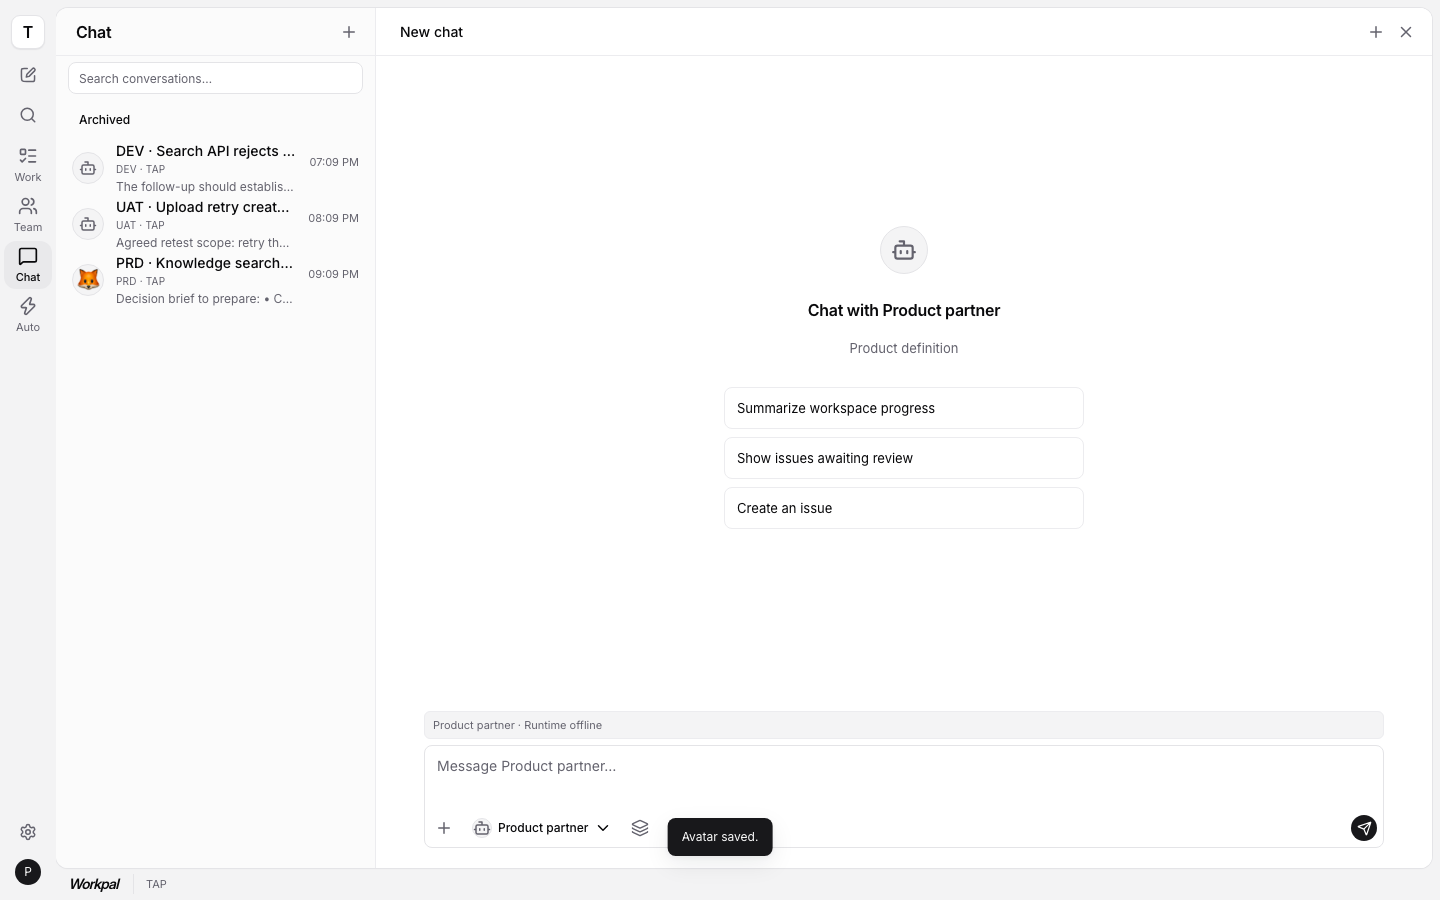 T
Chat
New chat
Search conversations...
Archived
DEV · Search API rejects ...
DEV · TAP
The follow-up should establis...
07:09 PM
UAT · Upload retry creat...
UAT · TAP
Agreed retest scope: retry th...
08:09 PM
PRD · Knowledge search...
PRD · TAP
Decision brief to prepare: • C...
09:09 PM
Work
Team
Chat
Auto
P
Chat with Product partner
Product definition
Summarize workspace progress
Show issues awaiting review
Create an issue
Product partner · Runtime offline
Message Product partner...
Product partner
Avatar saved.
Workpal
TAP